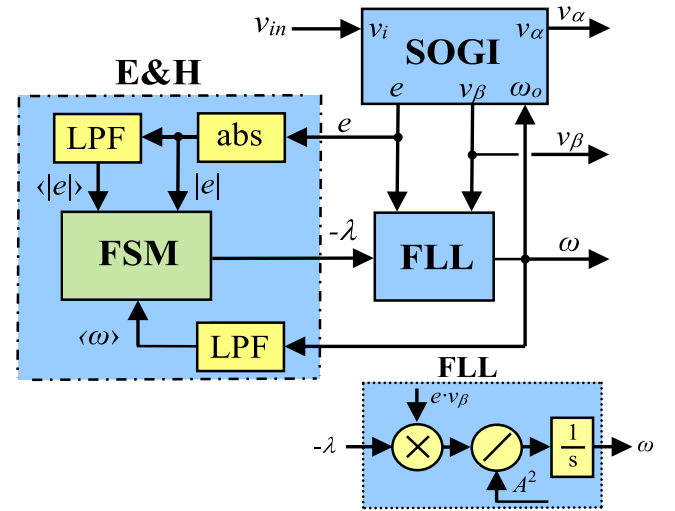 v_in v_i SOGI v_α v_α
e v_β ω_o
E&H
LPF abs e v_β
‹|e|› |e|
FSM -λ FLL ω
‹ω› LPF
FLL
e·v_β
-λ × / 1/s ω
A²